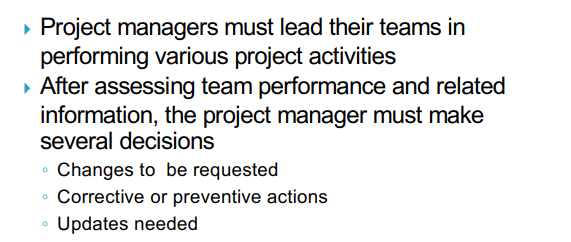 Project managers must lead their teams in
performing various project activities
After assessing team performance and related
information, the project manager must make
several decisions
Changes to be requested
Corrective or preventive actions
Updates needed